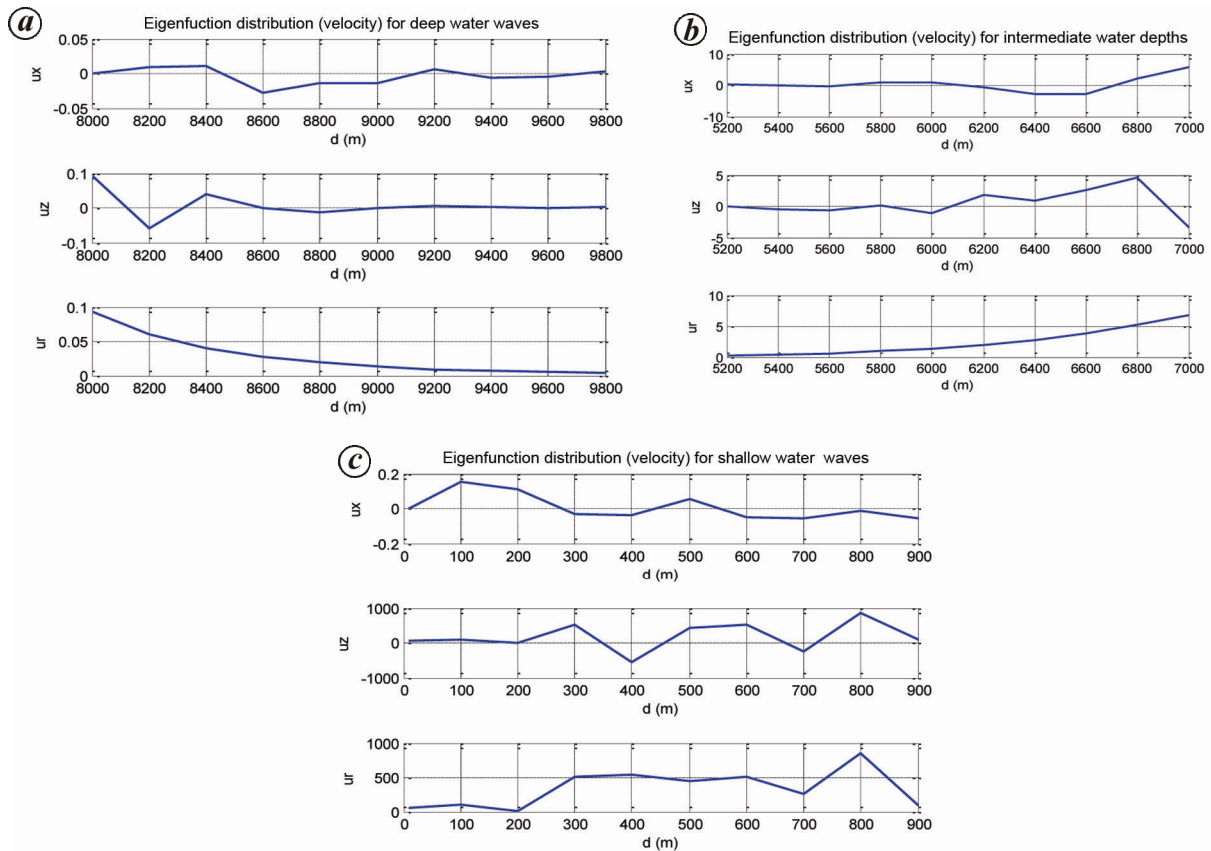 a
Eigenfuction distribution (velocity) for deep water waves
0.05
0
-0.05
ux
8000 8200 8400 8600 8800 9000 9200 9400 9600 9800
d (m)
0.1
0
-0.1
uz
8000 8200 8400 8600 8800 9000 9200 9400 9600 9800
d (m)
0.1
0.05
0
ur
8000 8200 8400 8600 8800 9000 9200 9400 9600 9800
d (m)
b
Eigenfunction distribution (velocity) for intermediate water depths
10
0
-10
ux
5200 5400 5600 5800 6000 6200 6400 6600 6800 7000
d (m)
5
0
-5
uz
5200 5400 5600 5800 6000 6200 6400 6600 6800 7000
d (m)
10
5
0
ur
5200 5400 5600 5800 6000 6200 6400 6600 6800 7000
d (m)
c
Eigenfunction distribution (velocity) for shallow water waves
0.2
0
-0.2
ux
0 100 200 300 400 500 600 700 800 900
d (m)
1000
0
-1000
uz
0 100 200 300 400 500 600 700 800 900
d (m)
1000
500
0
ur
0 100 200 300 400 500 600 700 800 900
d (m)